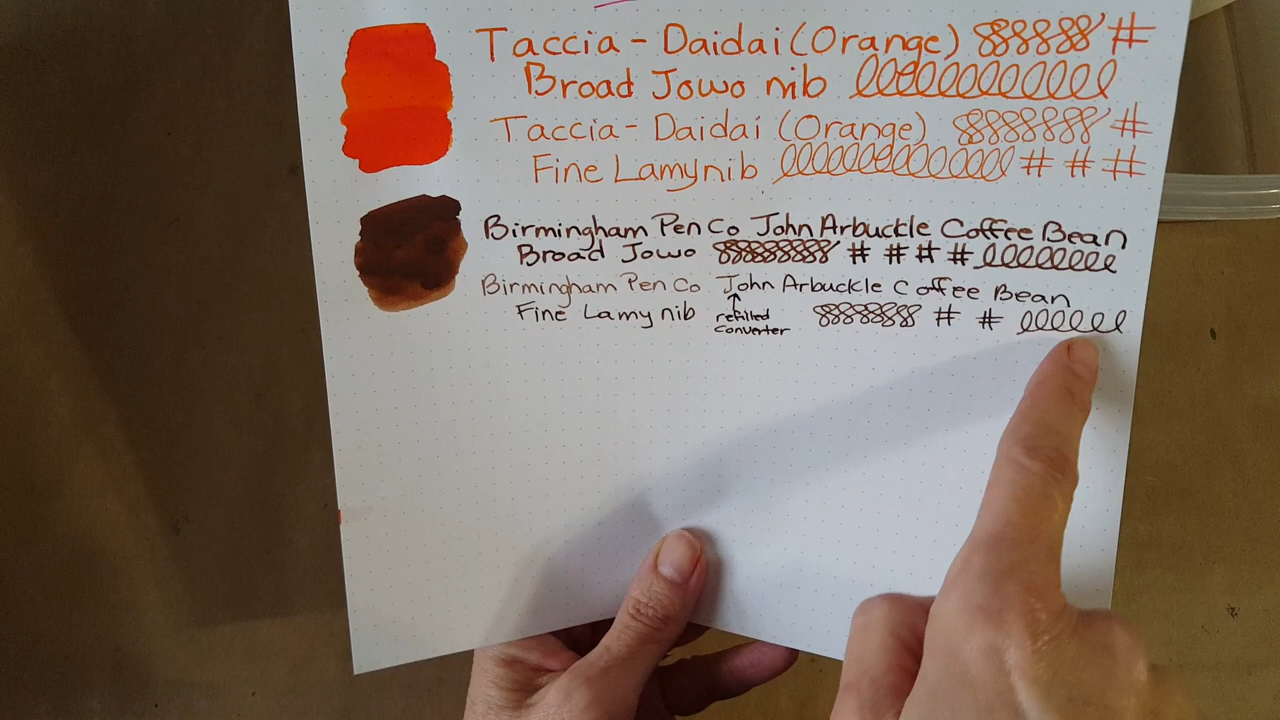 Taccia - Daidai (Orange) #
Broad Jowo nib
Taccia - Daidai (Orange) #
Fine Lamy nib # # #
Birmingham Pen Co John Arbuckle Coffee Bean
Broad Jowo # # # #
Birmingham Pen Co John Arbuckle Coffee Bean
Fine Lamy nib # #
refilled
converter